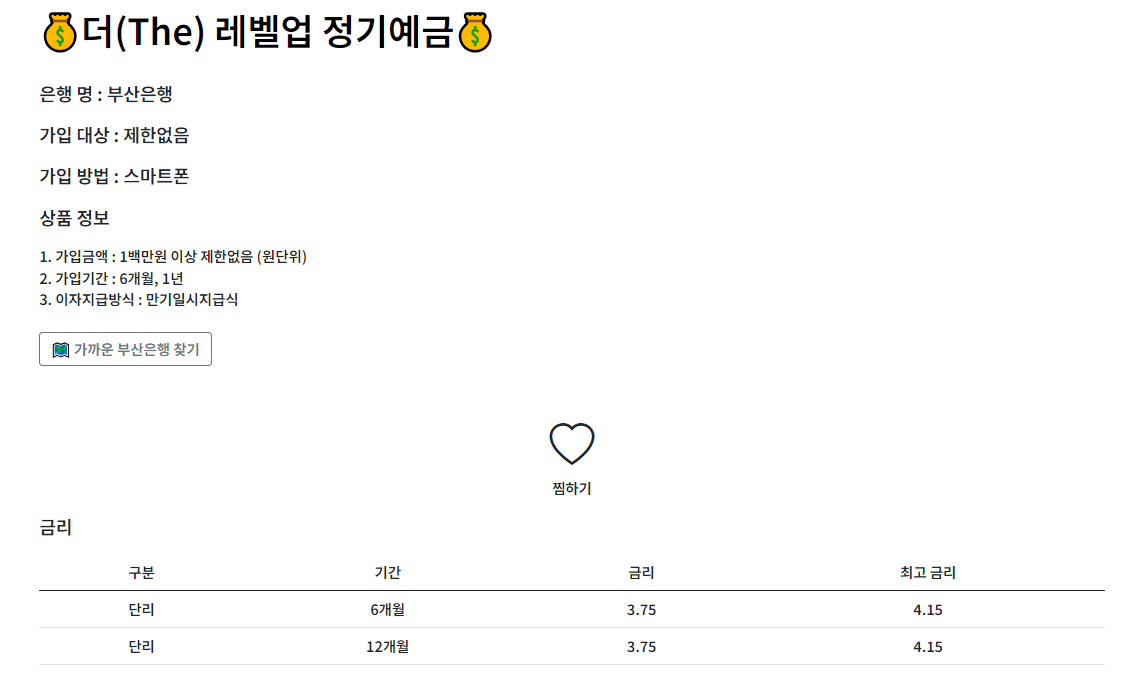 💰더(The) 레벨업 정기예금💰
은행 명 : 부산은행
가입 대상 : 제한없음
가입 방법 : 스마트폰
상품 정보
1. 가입금액 : 1백만원 이상 제한없음 (원단위)
2. 가입기간 : 6개월, 1년
3. 이자지급방식 : 만기일시지급식
🗺️ 가까운 부산은행 찾기
찜하기
금리
구분 기간 금리 최고 금리
단리 6개월 3.75 4.15
단리 12개월 3.75 4.15